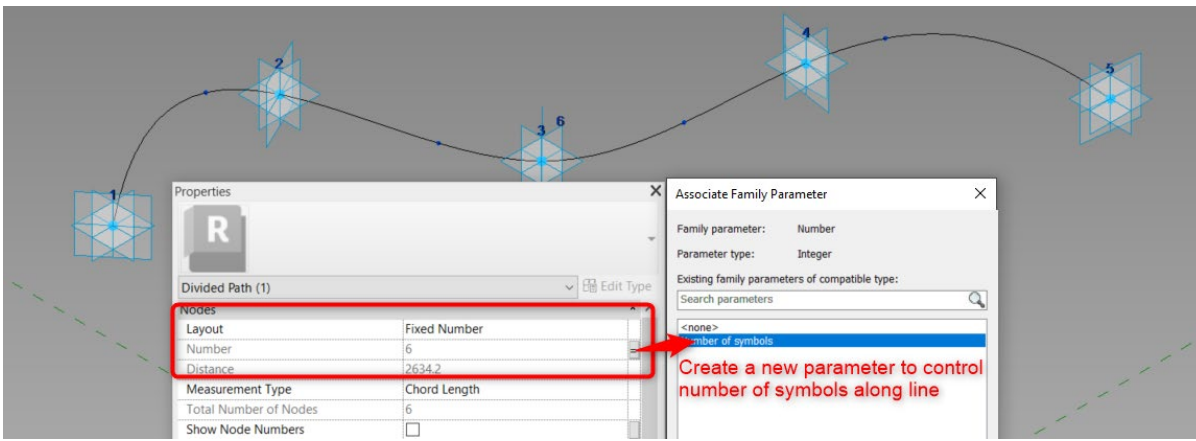 2
4
5
3 6
1
Properties
R
Divided Path (1)
Edit Type
Nodes
Layout Fixed Number
Number 6 =
Distance 2634.2
Measurement Type Chord Length
Total Number of Nodes 6
Show Node Numbers
Associate Family Parameter
Family parameter: Number
Parameter type: Integer
Existing family parameters of compatible type:
Search parameters
<none>
Number of symbols
Create a new parameter to control
number of symbols along line